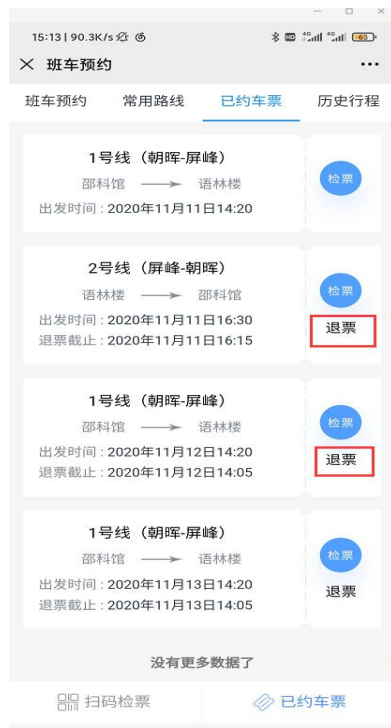 15:13 | 90.3K/s
HD 4G 4G 63
班车预约
班车预约 常用路线 已约车票 历史行程
1号线（朝晖-屏峰）
邵科馆 语林楼
出发时间 : 2020年11月11日14:20
检票
2号线（屏峰-朝晖）
语林楼 邵科馆
出发时间 : 2020年11月11日16:30
退票截止 : 2020年11月11日16:15
检票
退票
1号线（朝晖-屏峰）
邵科馆 语林楼
出发时间 : 2020年11月12日14:20
退票截止 : 2020年11月12日14:05
检票
退票
1号线（朝晖-屏峰）
邵科馆 语林楼
出发时间 : 2020年11月13日14:20
退票截止 : 2020年11月13日14:05
检票
退票
没有更多数据了
扫码检票 已约车票